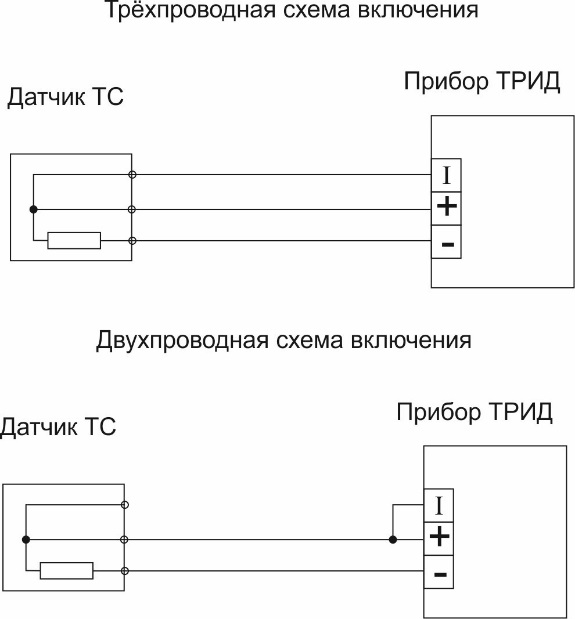 Трёхпроводная схема включения
Прибор ТРИД
Датчик ТС
I
+
-
Двухпроводная схема включения
Прибор ТРИД
Датчик ТС
I
+
-